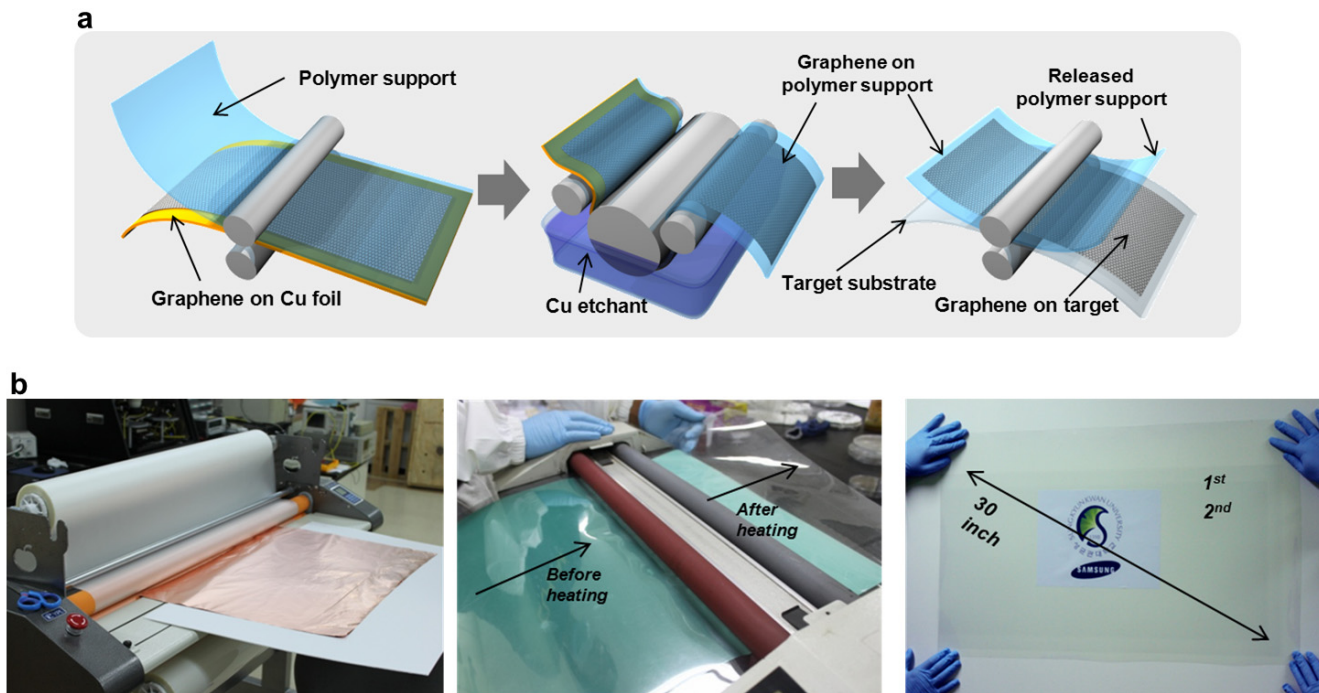 a
Polymer support
Graphene on Cu foil
Graphene on
polymer support
Cu etchant
Released
polymer support
Target substrate
Graphene on target
b
Before
heating
After
heating
30
inch
1st
2nd
SAMSUNG